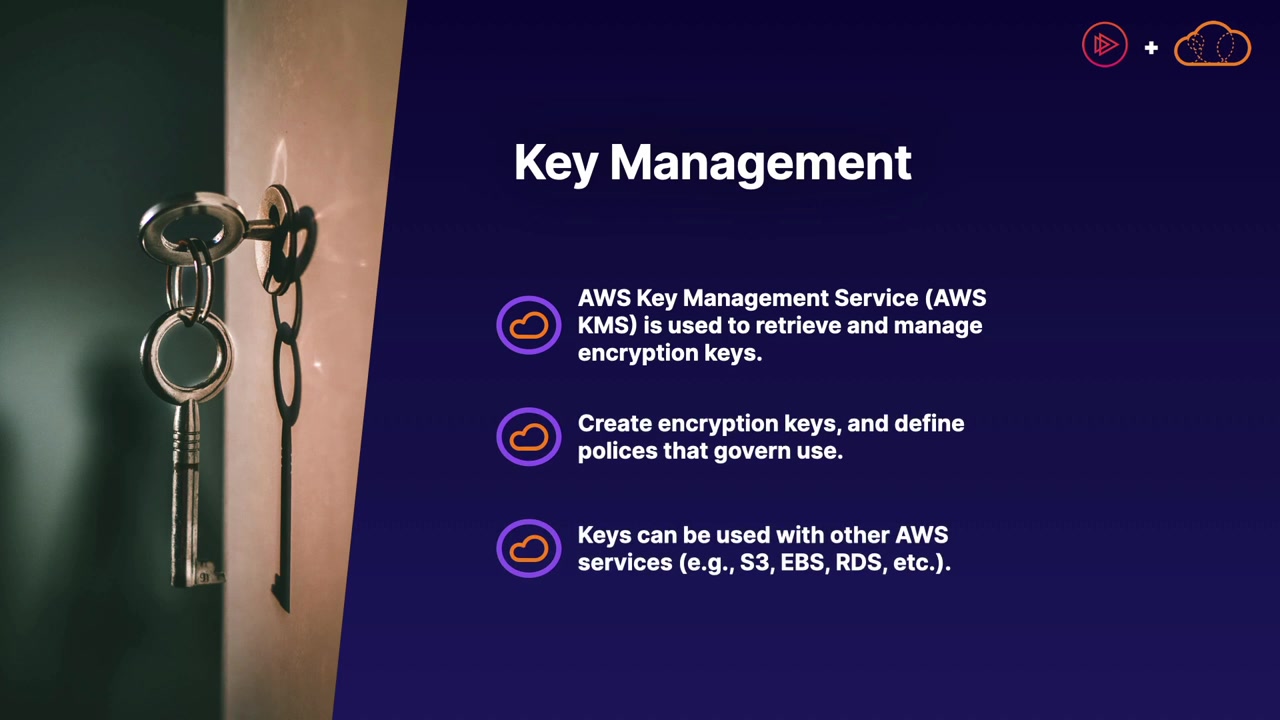 +
Key Management
AWS Key Management Service (AWS
KMS) is used to retrieve and manage
encryption keys.
Create encryption keys, and define
polices that govern use.
Keys can be used with other AWS
services (e.g., S3, EBS, RDS, etc.).